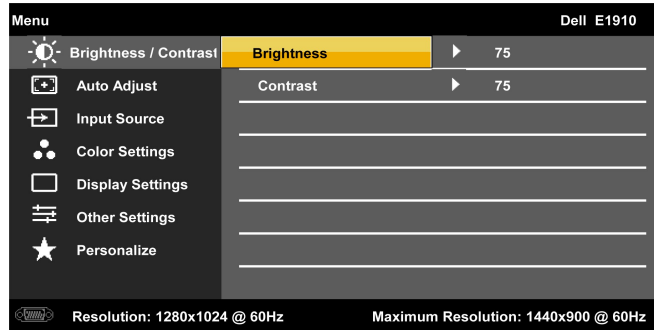 Menu Dell E1910
Brightness / Contrast Brightness 75
Auto Adjust Contrast 75
Input Source
Color Settings
Display Settings
Other Settings
Personalize
Resolution: 1280x1024 @ 60Hz Maximum Resolution: 1440x900 @ 60Hz